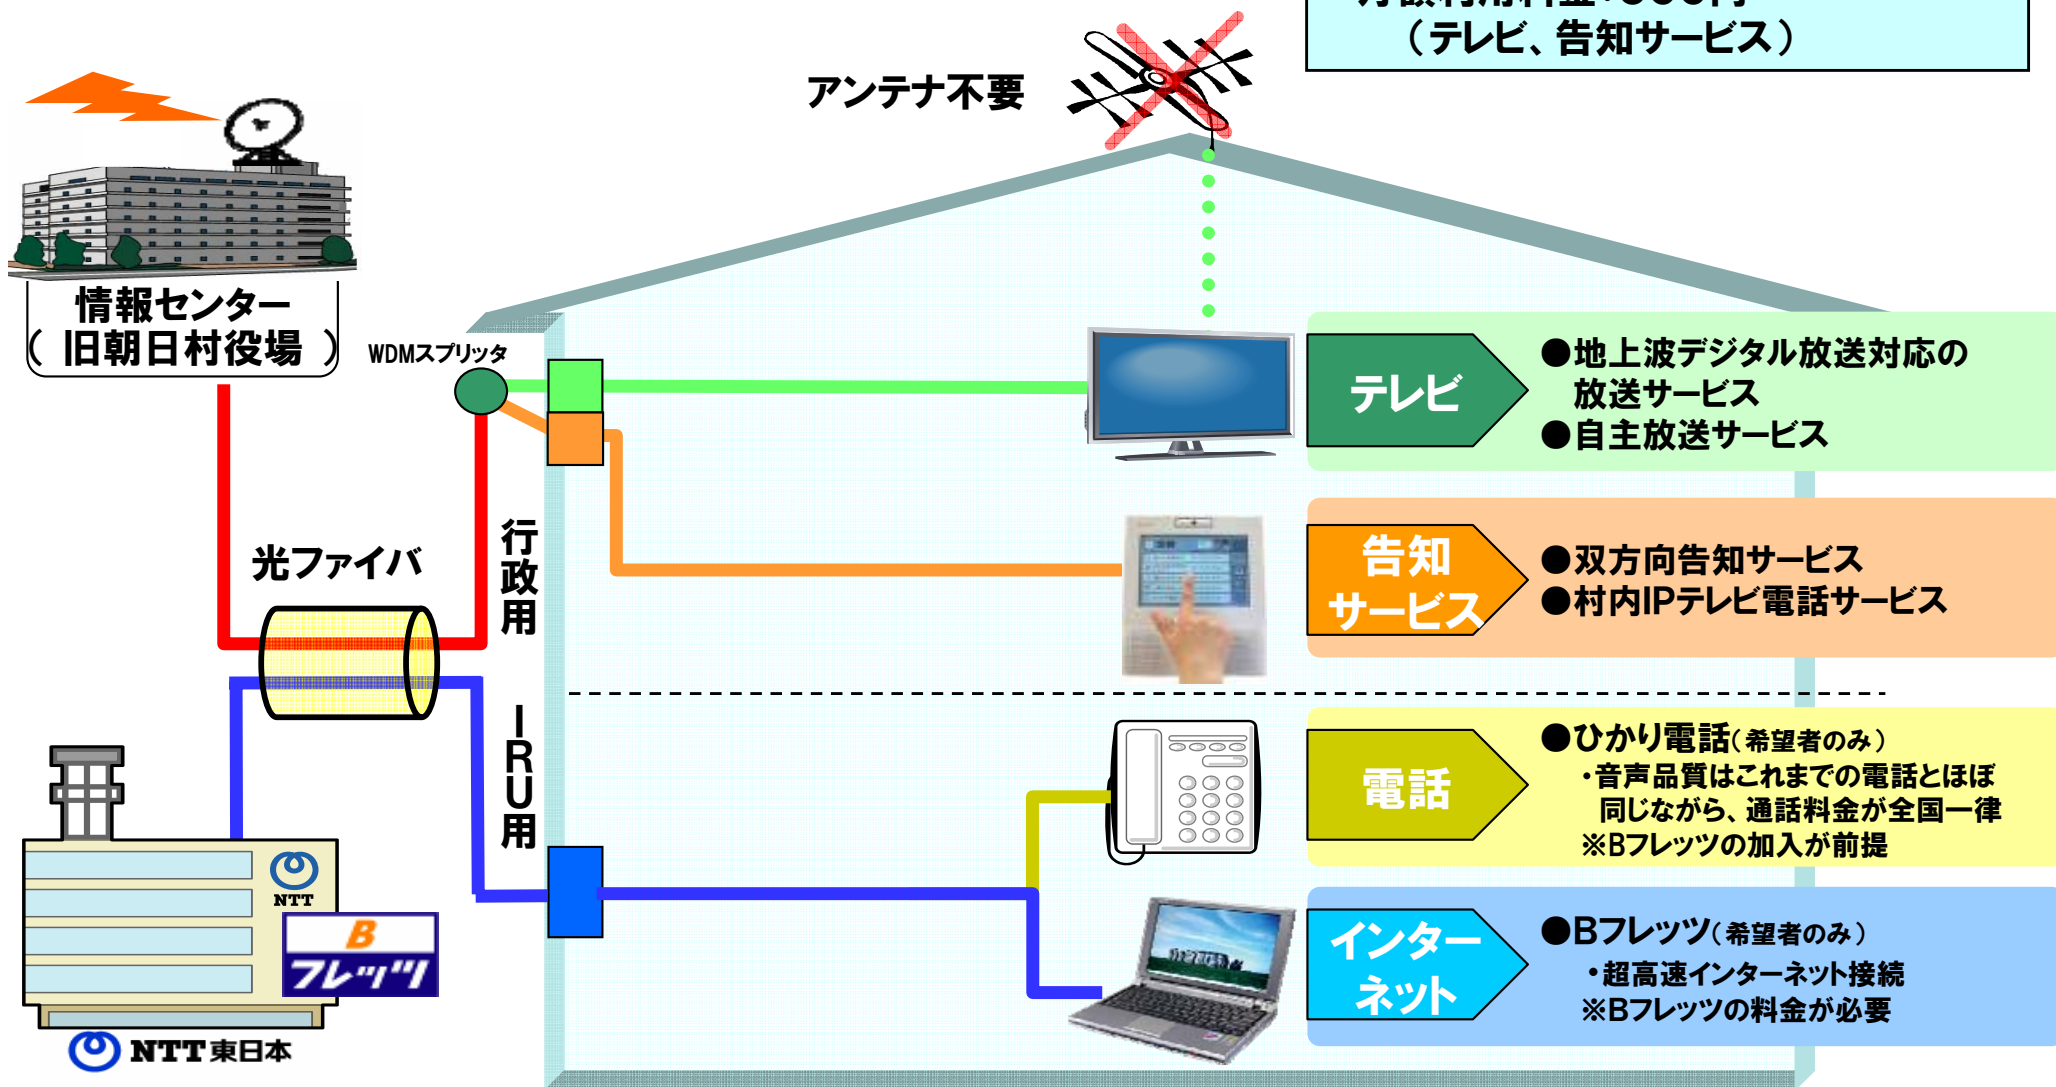 （テレビ、告知サービス）
アンテナ不要
情報センター
（ 旧朝日村役場 ）
WDMスプリッタ
テレビ
●地上波デジタル放送対応の
放送サービス
●自主放送サービス
光ファイバ
行政用
告知
サービス
●双方向告知サービス
●村内IPテレビ電話サービス
IRU用
電話
●ひかり電話（希望者のみ）
・音声品質はこれまでの電話とほぼ
同じながら、通話料金が全国一律
※Bフレッツの加入が前提
NTT
B
フレッツ
インター
ネット
●Bフレッツ（希望者のみ）
・超高速インターネット接続
※Bフレッツの料金が必要
NTT東日本